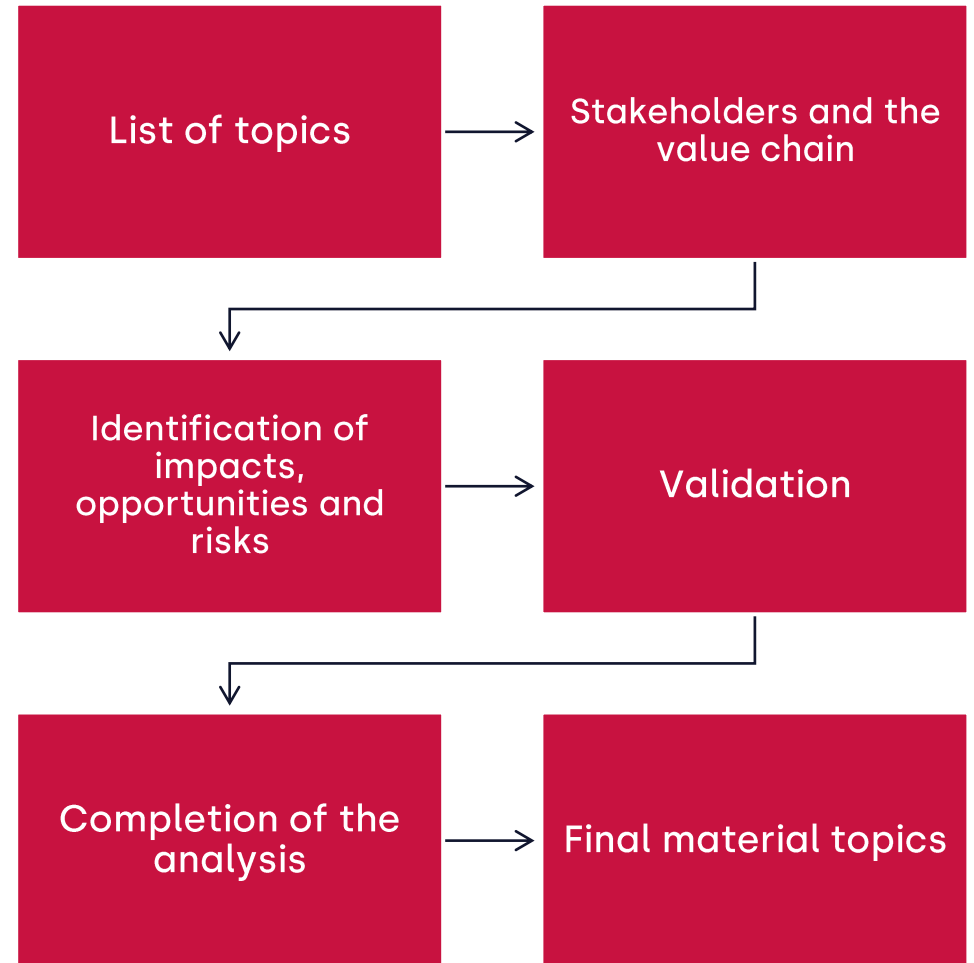 List of topics
Stakeholders and the
value chain
Identification of
impacts,
opportunities and
risks
Validation
Completion of the
analysis
Final material topics